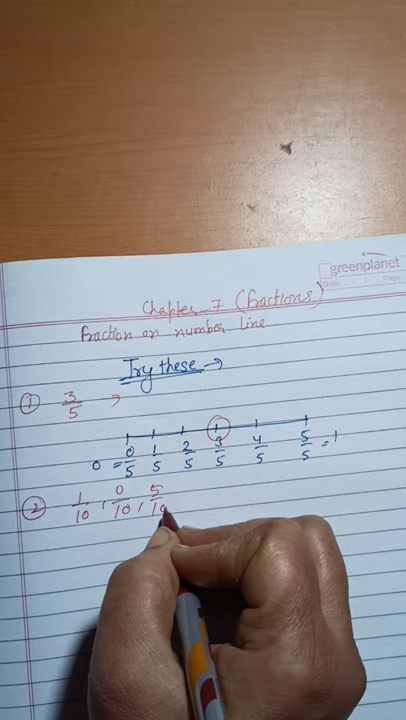 greenplanet
Date: Page:
Chapter 7 (fractions)
fraction on number line
Try these →
① 3/5 →
0 = 0/5 1/5 2/5 3/5 4/5 5/5 = 1
② 1/10, 0/10, 5/10